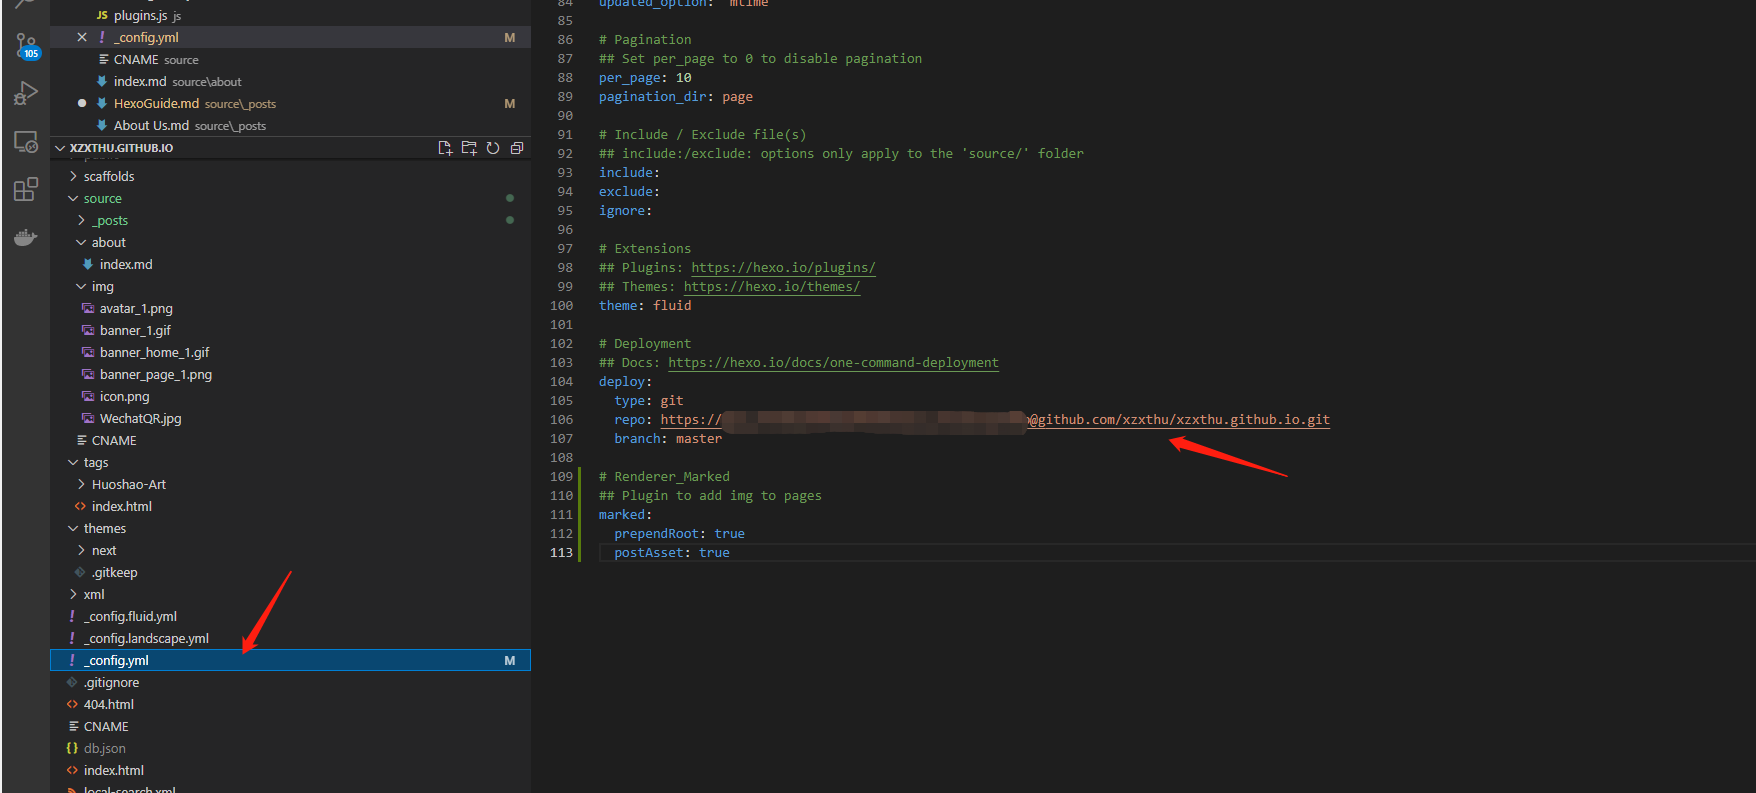 plugins.js js
_config.yml M
CNAME source
index.md source\about
HexoGuide.md source\_posts M
About Us.md source\_posts
105
XZXTHU.GITHUB.IO
scaffolds
source
_posts
about
index.md
img
avatar_1.png
banner_1.gif
banner_home_1.gif
banner_page_1.png
icon.png
WechatQR.jpg
CNAME
tags
Huoshao-Art
index.html
themes
next
.gitkeep
xml
_config.fluid.yml
_config.landscape.yml
_config.yml M
.gitignore
404.html
CNAME
db.json
index.html
local-search.xml
84 updated_option: 'mtime'
85
86 # Pagination
87 ## Set per_page to 0 to disable pagination
88 per_page: 10
89 pagination_dir: page
90
91 # Include / Exclude file(s)
92 ## include:/exclude: options only apply to the 'source/' folder
93 include:
94 exclude:
95 ignore:
96
97 # Extensions
98 ## Plugins: https://hexo.io/plugins/
99 ## Themes: https://hexo.io/themes/
100 theme: fluid
101
102 # Deployment
103 ## Docs: https://hexo.io/docs/one-command-deployment
104 deploy:
105 type: git
106 repo: https:// @github.com/xzxthu/xzxthu.github.io.git
107 branch: master
108
109 # Renderer_Marked
110 ## Plugin to add img to pages
111 marked:
112 prependRoot: true
113 postAsset: true